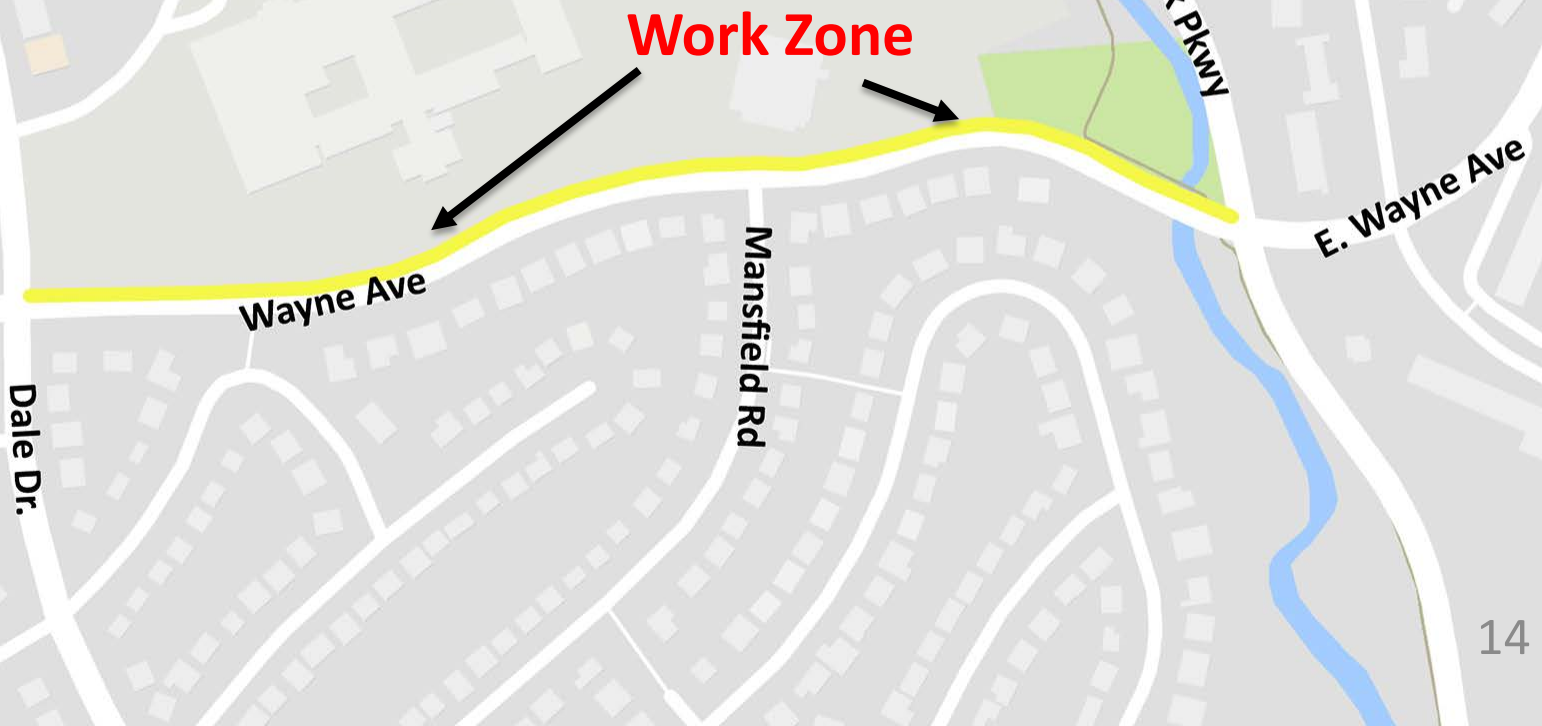 Work Zone
Pkwy
E. Wayne Ave
Wayne Ave
Mansfield Rd
Dale Dr.
14